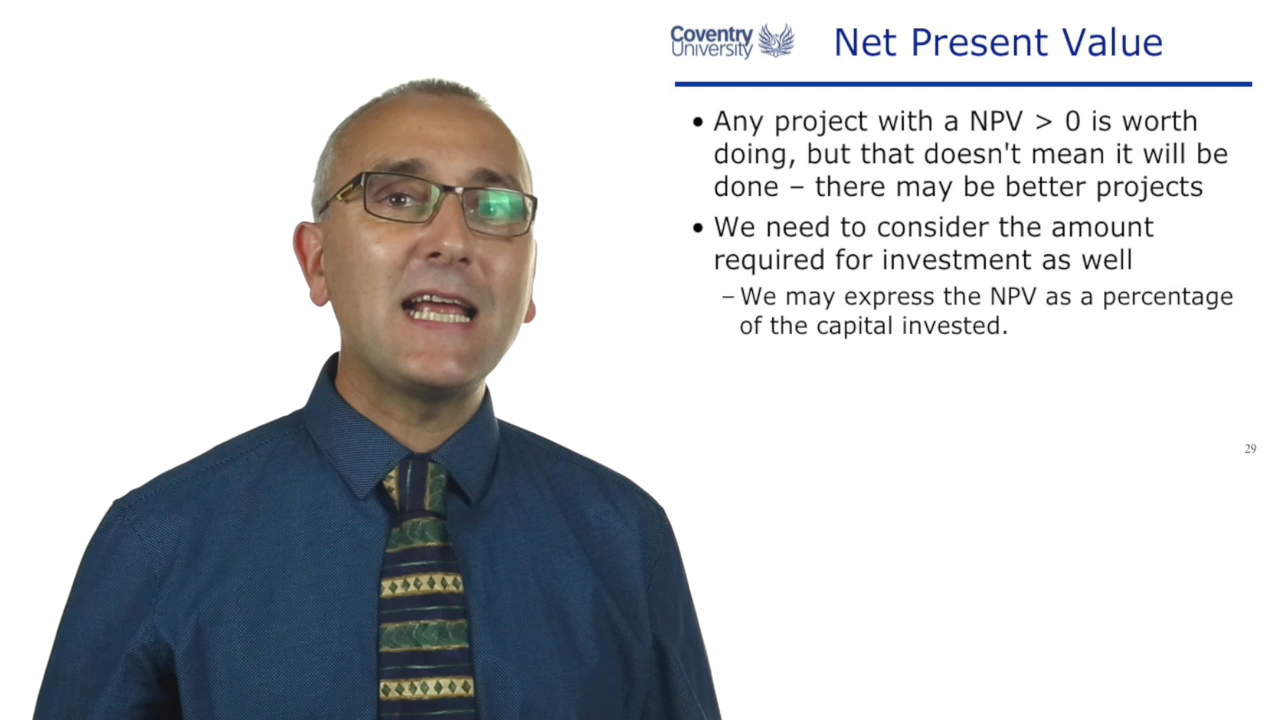 Coventry
University
Net Present Value
• Any project with a NPV > 0 is worth
doing, but that doesn't mean it will be
done – there may be better projects
• We need to consider the amount
required for investment as well
– We may express the NPV as a percentage
of the capital invested.
29